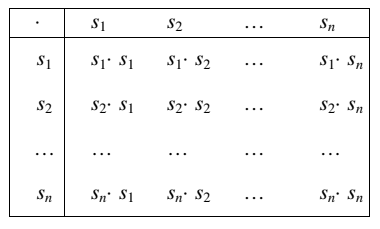 · s₁ s₂ … sₙ
s₁ s₁· s₁ s₁· s₂ … s₁· sₙ
s₂ s₂· s₁ s₂· s₂ … s₂· sₙ
… … … … …
sₙ sₙ· s₁ sₙ· s₂ … sₙ· sₙ